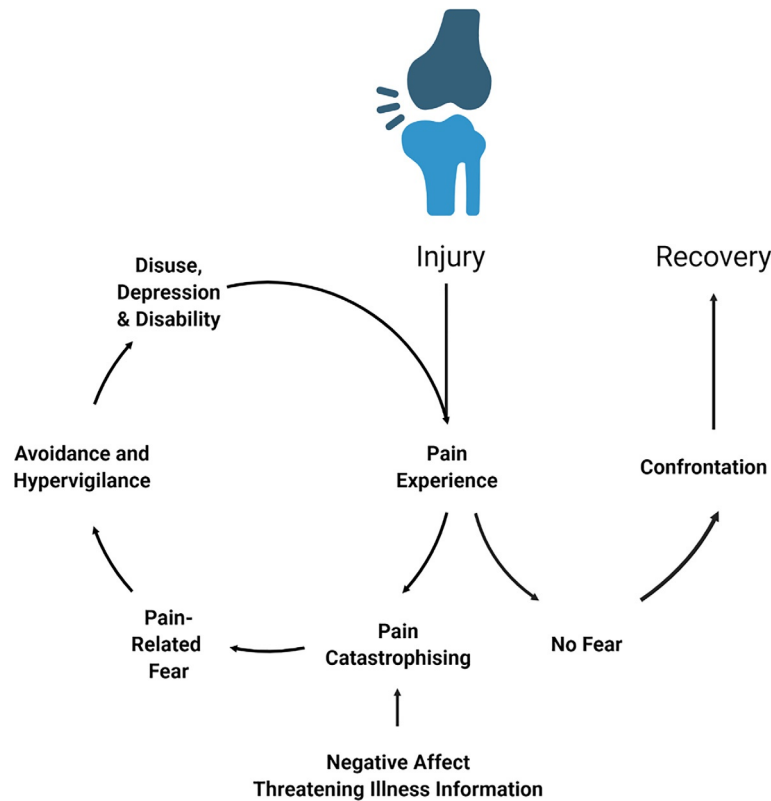 Injury
Recovery
Disuse,
Depression
& Disability
Avoidance and
Hypervigilance
Pain
Experience
Confrontation
Pain-
Related
Fear
Pain
Catastrophising
No Fear
Negative Affect
Threatening Illness Information